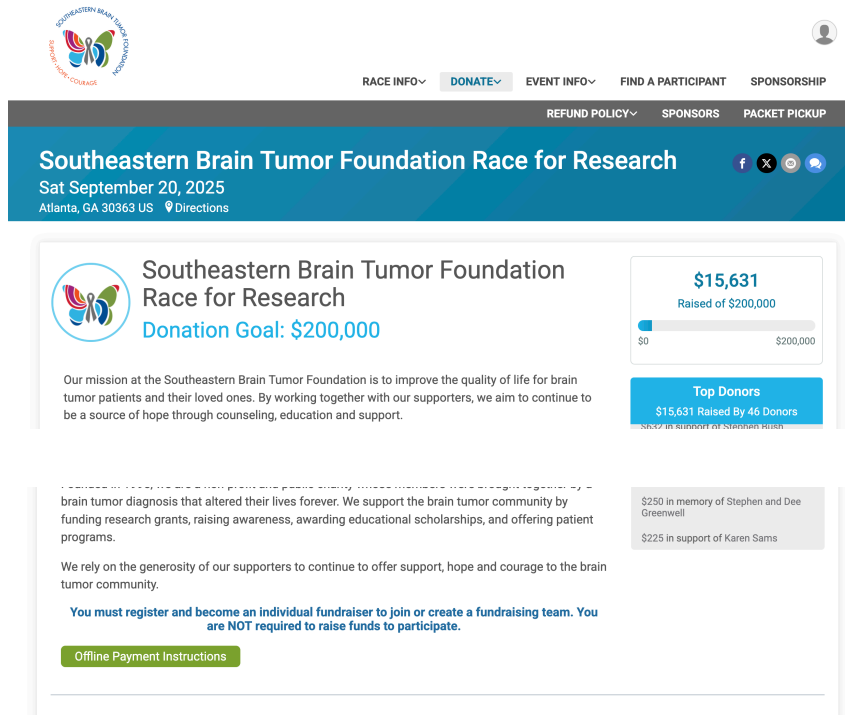 SOUTHEASTERN BRAIN TUMOR FOUNDATION
SUPPORT • HOPE • COURAGE
RACE INFO
DONATE
EVENT INFO
FIND A PARTICIPANT
SPONSORSHIP
REFUND POLICY
SPONSORS
PACKET PICKUP
Southeastern Brain Tumor Foundation Race for Research
Sat September 20, 2025
Atlanta, GA 30363 US Directions
Southeastern Brain Tumor Foundation
Race for Research
Donation Goal: $200,000
$15,631
Raised of $200,000
$0 $200,000
Our mission at the Southeastern Brain Tumor Foundation is to improve the quality of life for brain
tumor patients and their loved ones. By working together with our supporters, we aim to continue to
be a source of hope through counseling, education and support.
Top Donors
$15,631 Raised By 46 Donors
$632 in support of Stephen Bush
brain tumor diagnosis that altered their lives forever. We support the brain tumor community by
funding research grants, raising awareness, awarding educational scholarships, and offering patient
programs.
We rely on the generosity of our supporters to continue to offer support, hope and courage to the brain
tumor community.
You must register and become an individual fundraiser to join or create a fundraising team. You
are NOT required to raise funds to participate.
Offline Payment Instructions
$250 in memory of Stephen and Dee
Greenwell
$225 in support of Karen Sams